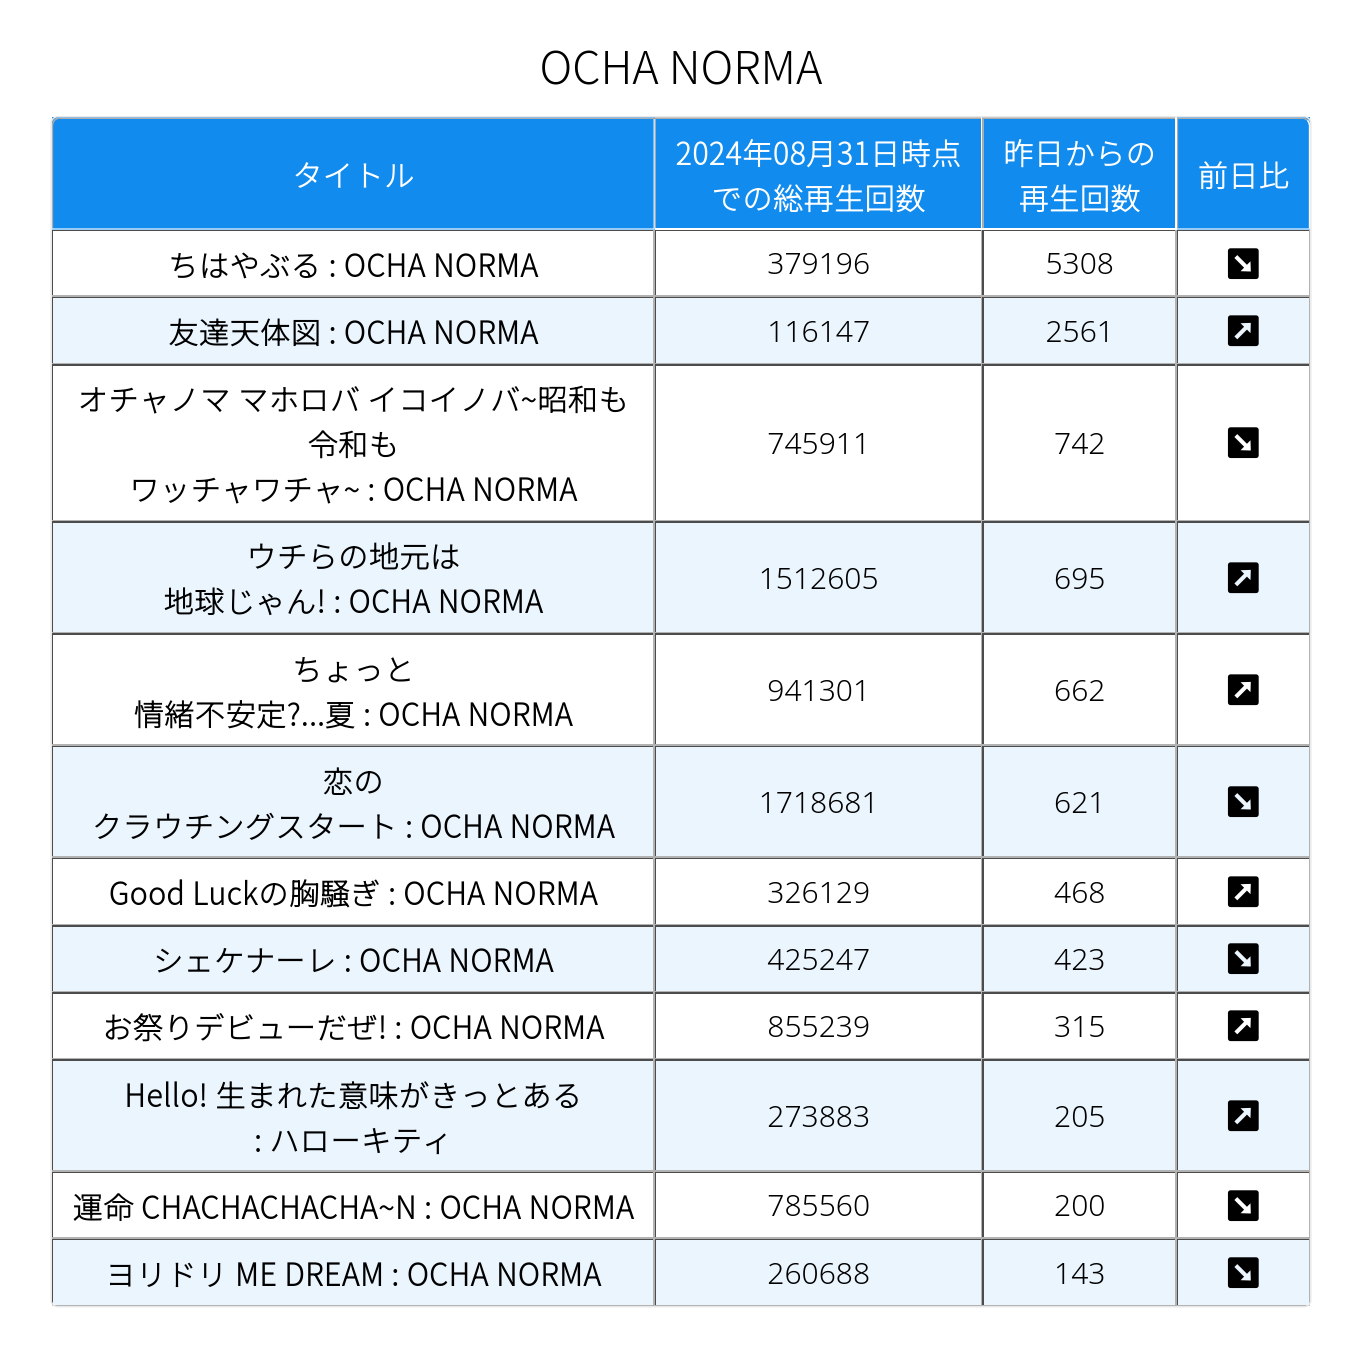 OCHA NORMA
タイトル
2024年08月31日時点
での総再生回数
昨日からの
再生回数
前日比
ちはやぶる : OCHA NORMA
379196
5308
友達天体図 : OCHA NORMA
116147
2561
オチャノマ マホロバ イコイノバ~昭和も
令和も
ワッチャワチャ~ : OCHA NORMA
745911
742
ウチらの地元は
地球じゃん! : OCHA NORMA
1512605
695
ちょっと
情緒不安定?...夏 : OCHA NORMA
941301
662
恋の
クラウチングスタート : OCHA NORMA
1718681
621
Good Luckの胸騒ぎ : OCHA NORMA
326129
468
シェケナーレ : OCHA NORMA
425247
423
お祭りデビューだぜ! : OCHA NORMA
855239
315
Hello! 生まれた意味がきっとある
: ハローキティ
273883
205
運命 CHACHACHACHA~N : OCHA NORMA
785560
200
ヨリドリ ME DREAM : OCHA NORMA
260688
143